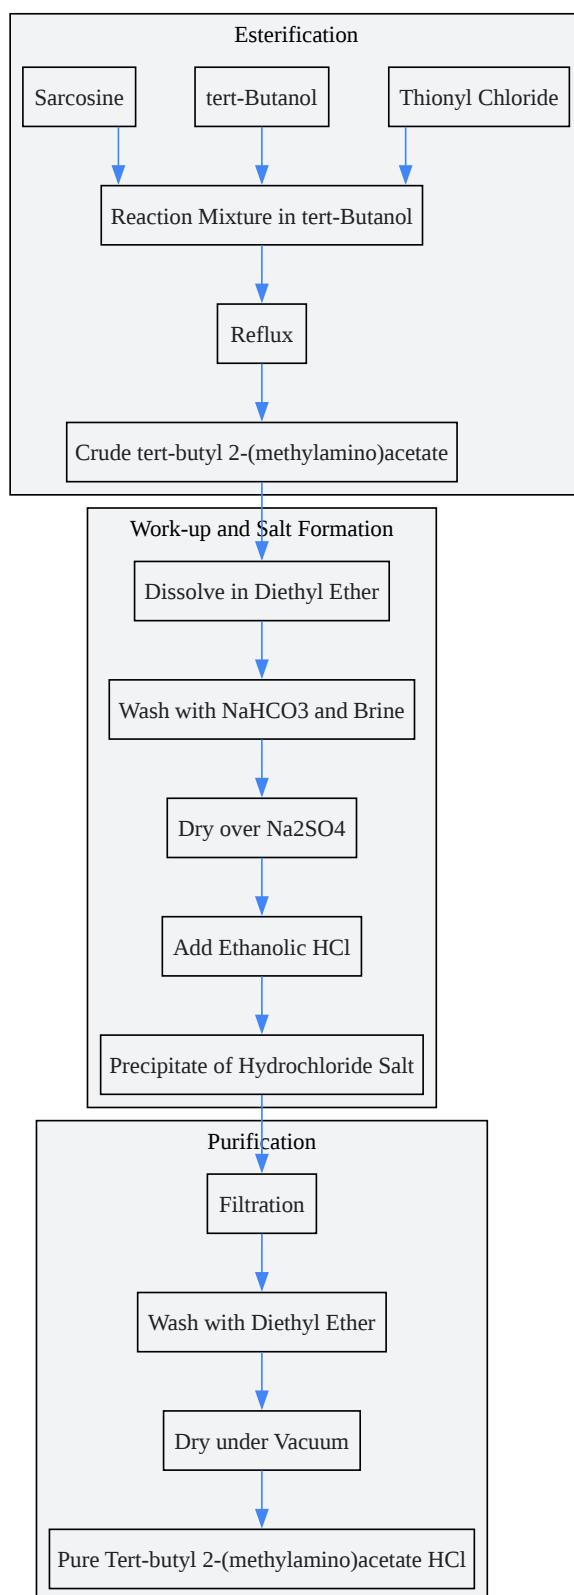 Esterification
Sarcosine
tert-Butanol
Thionyl Chloride
Reaction Mixture in tert-Butanol
Reflux
Crude tert-butyl 2-(methylamino)acetate
Work-up and Salt Formation
Dissolve in Diethyl Ether
Wash with NaHCO3 and Brine
Dry over Na2SO4
Add Ethanolic HCl
Precipitate of Hydrochloride Salt
Purification
Filtration
Wash with Diethyl Ether
Dry under Vacuum
Pure Tert-butyl 2-(methylamino)acetate HCl